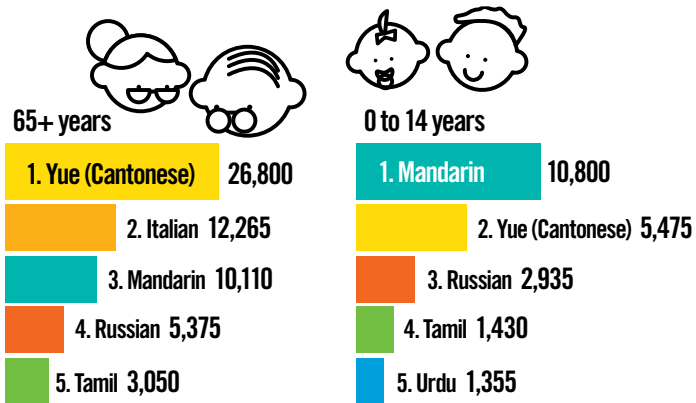 65+ years
1. Yue (Cantonese) 26,800
2. Italian 12,265
3. Mandarin 10,110
4. Russian 5,375
5. Tamil 3,050
0 to 14 years
1. Mandarin 10,800
2. Yue (Cantonese) 5,475
3. Russian 2,935
4. Tamil 1,430
5. Urdu 1,355